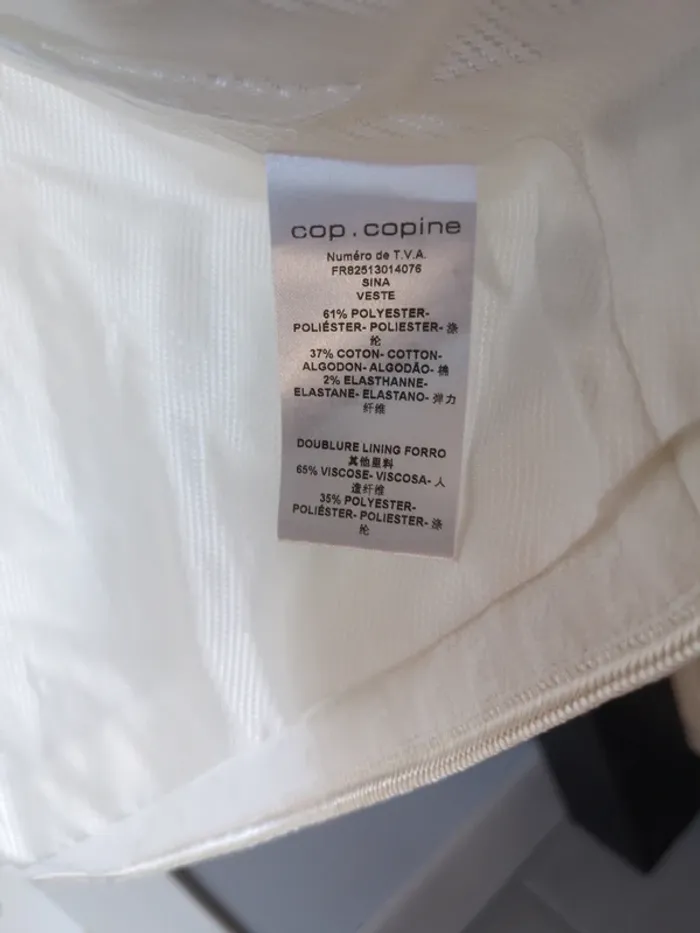 cop.copine
Numéro de T.V.A.
FR82513014076
SINA
VESTE
61% POLYESTER-
POLIÉSTER- POLIESTER- 涤
纶
37% COTON- COTTON-
ALGODON- ALGODÃO- 棉
2% ELASTHANNE-
ELASTANE- ELASTANO- 弹力
纤维
DOUBLURE LINING FORRO
其他里料
65% VISCOSE- VISCOSA- 人
造纤维
35% POLYESTER-
POLIÉSTER- POLIESTER- 涤
纶